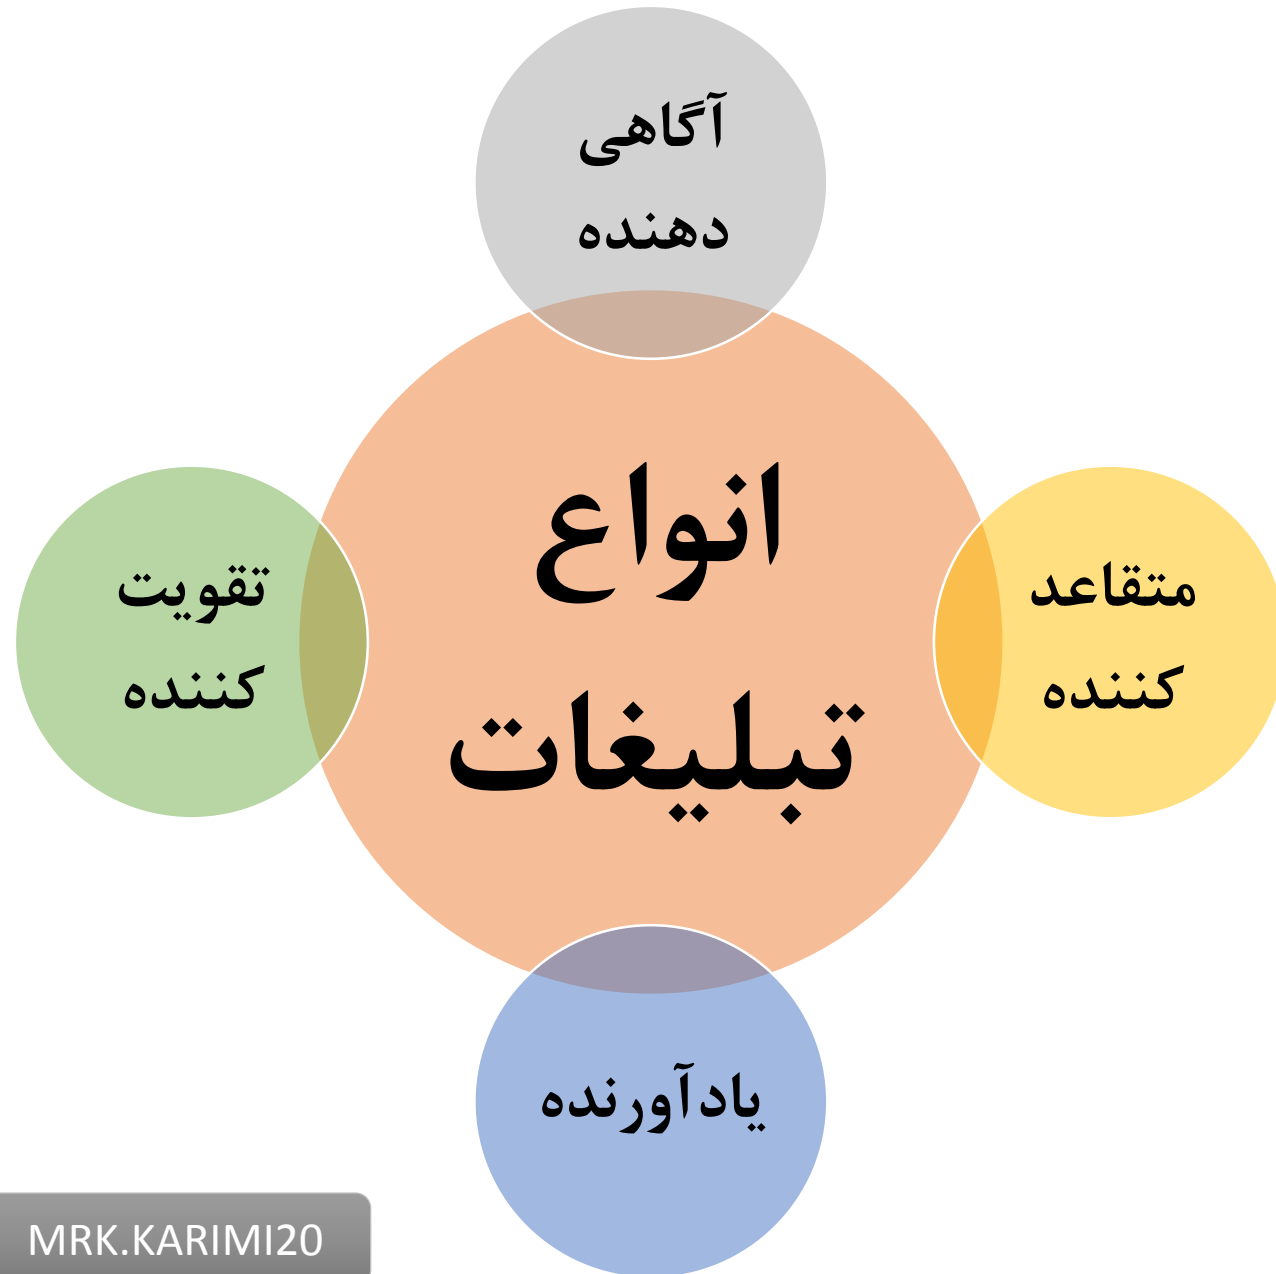 آگاهی
دهنده
انواع
تبلیغات
متقاعد
کننده
تقویت
کننده
یادآورنده
MRK.KARIMI20